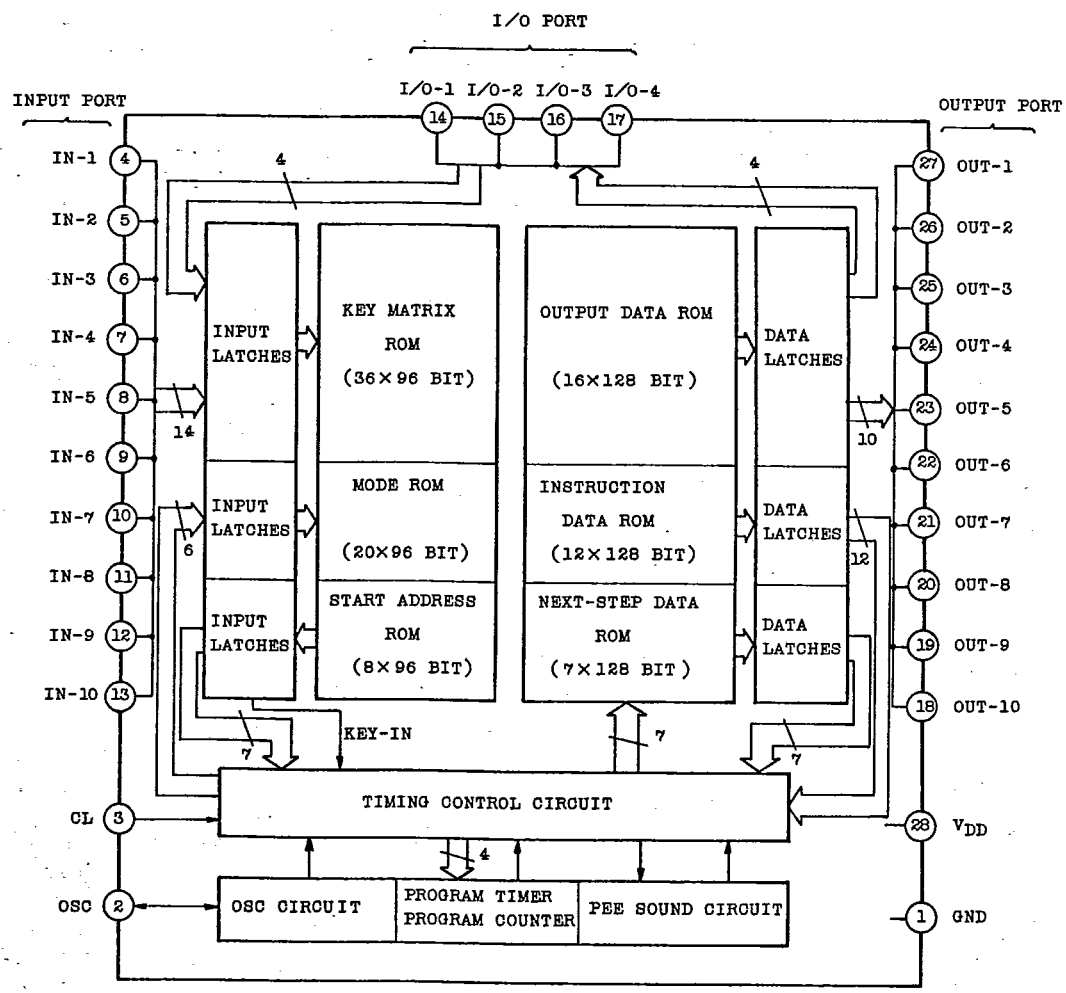 I/O PORT
I/O-1 I/O-2 I/O-3 I/O-4
14 15 16 17
INPUT PORT
OUTPUT PORT
IN-1 4
IN-2 5
IN-3 6
IN-4 7
IN-5 8
IN-6 9
IN-7 10
IN-8 11
IN-9 12
IN-10 13
CL 3
OSC 2
4
14
6
7
INPUT
LATCHES
INPUT
LATCHES
INPUT
LATCHES
KEY MATRIX
ROM
(36×96 BIT)
MODE ROM
(20×96 BIT)
START ADDRESS
ROM
(8×96 BIT)
KEY-IN
OUTPUT DATA ROM
(16×128 BIT)
INSTRUCTION
DATA ROM
(12×128 BIT)
NEXT-STEP DATA
ROM
(7×128 BIT)
7
DATA
LATCHES
DATA
LATCHES
DATA
LATCHES
4
10
12
7
27 OUT-1
26 OUT-2
25 OUT-3
24 OUT-4
23 OUT-5
22 OUT-6
21 OUT-7
20 OUT-8
19 OUT-9
18 OUT-10
28 VDD
1 GND
TIMING CONTROL CIRCUIT
4
OSC CIRCUIT
PROGRAM TIMER
PROGRAM COUNTER
PEE SOUND CIRCUIT